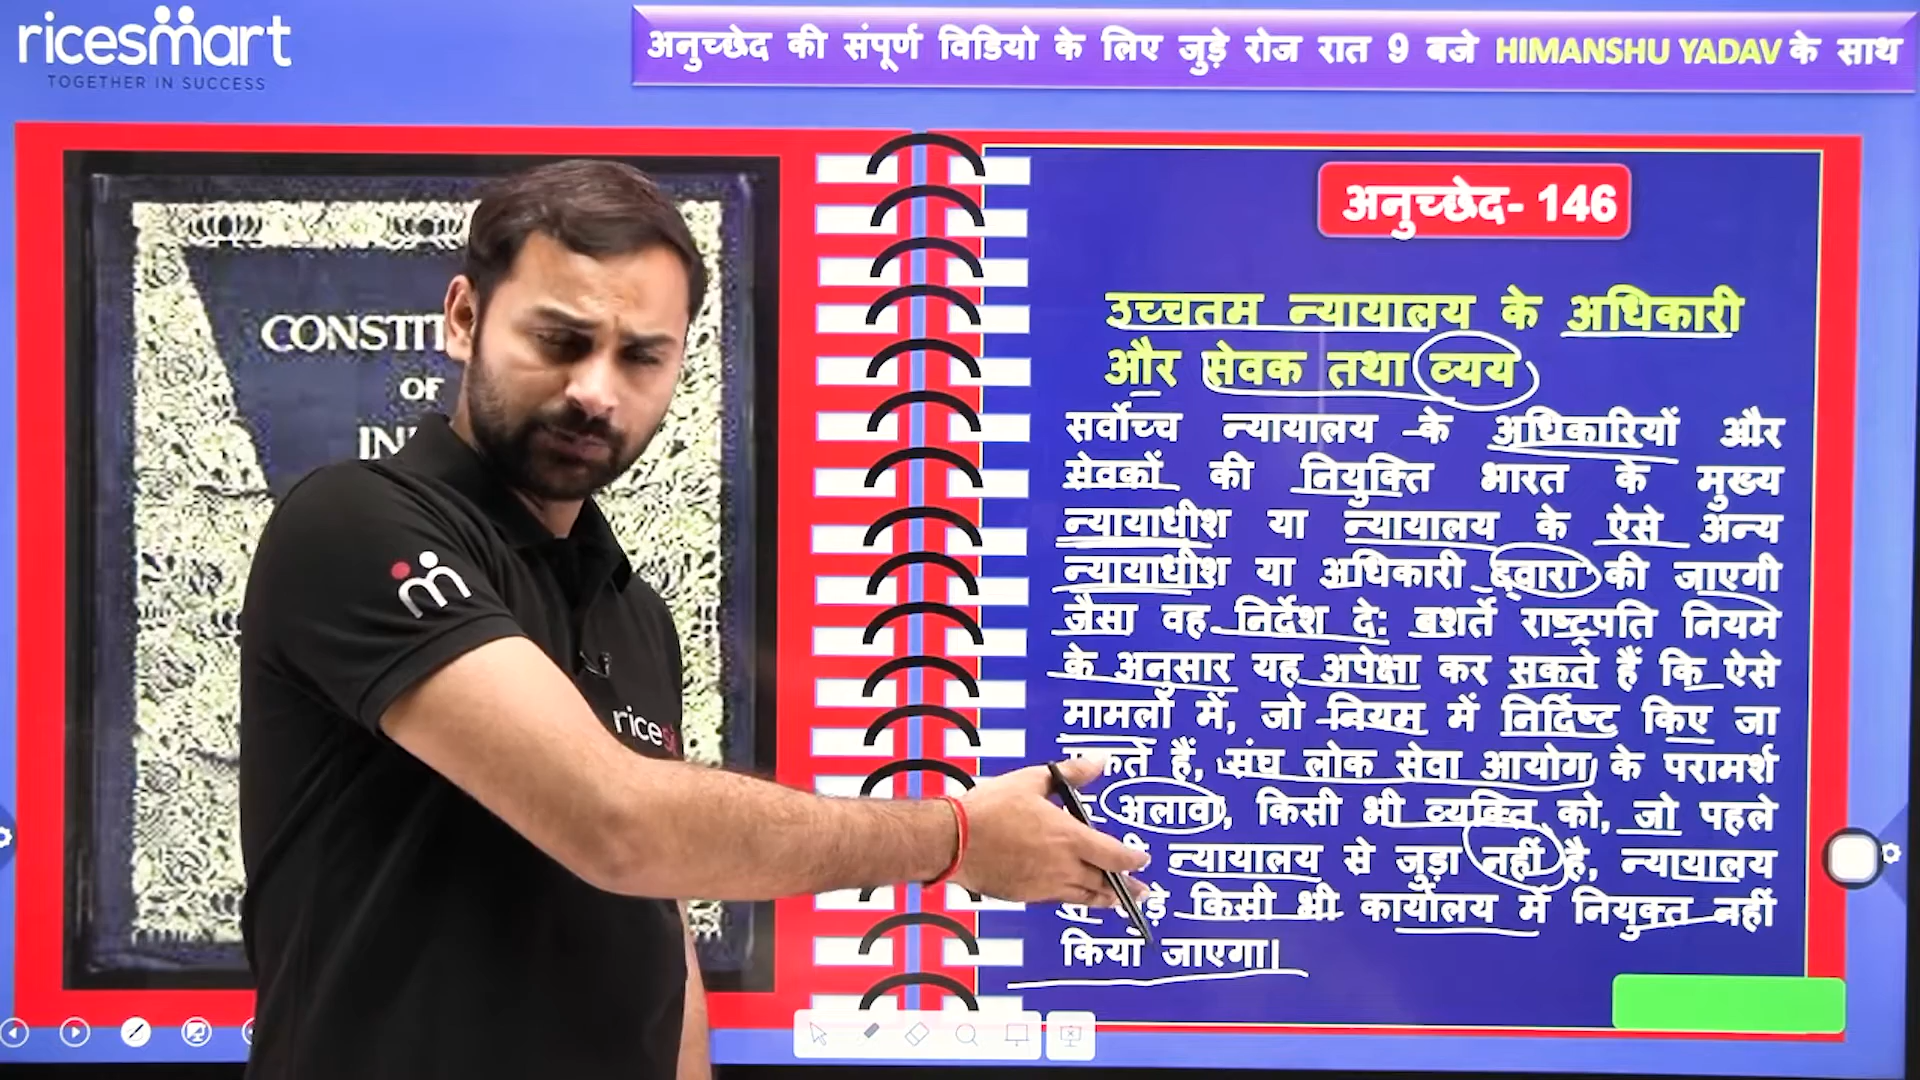 ricesmart
TOGETHER IN SUCCESS
अनुच्छेद की संपूर्ण विडियो के लिए जुड़े रोज रात 9 बजे HIMANSHU YADAV के साथ
CONSTIT
OF
IN
rices
अनुच्छेद- 146
उच्चतम न्यायालय के अधिकारी
और सेवक तथा व्यय
सर्वोच्च न्यायालय के अधिकारियों और
सेवकों की नियुक्ति भारत के मुख्य
न्यायाधीश या न्यायालय के ऐसे अन्य
न्यायाधीश या अधिकारी द्वारा की जाएगी
जैसा वह निर्देश दे: बशर्ते राष्ट्रपति नियम
के अनुसार यह अपेक्षा कर सकते हैं कि ऐसे
मामलों में, जो नियम में निर्दिष्ट किए जा
हैं, संघ लोक सेवा आयोग के परामर्श
अलावा, किसी भी व्यक्ति को, जो पहले
न्यायालय से जुड़ा नहीं है, न्यायालय
किसी भी कार्यालय में नियुक्त नहीं
किया जाएगा।